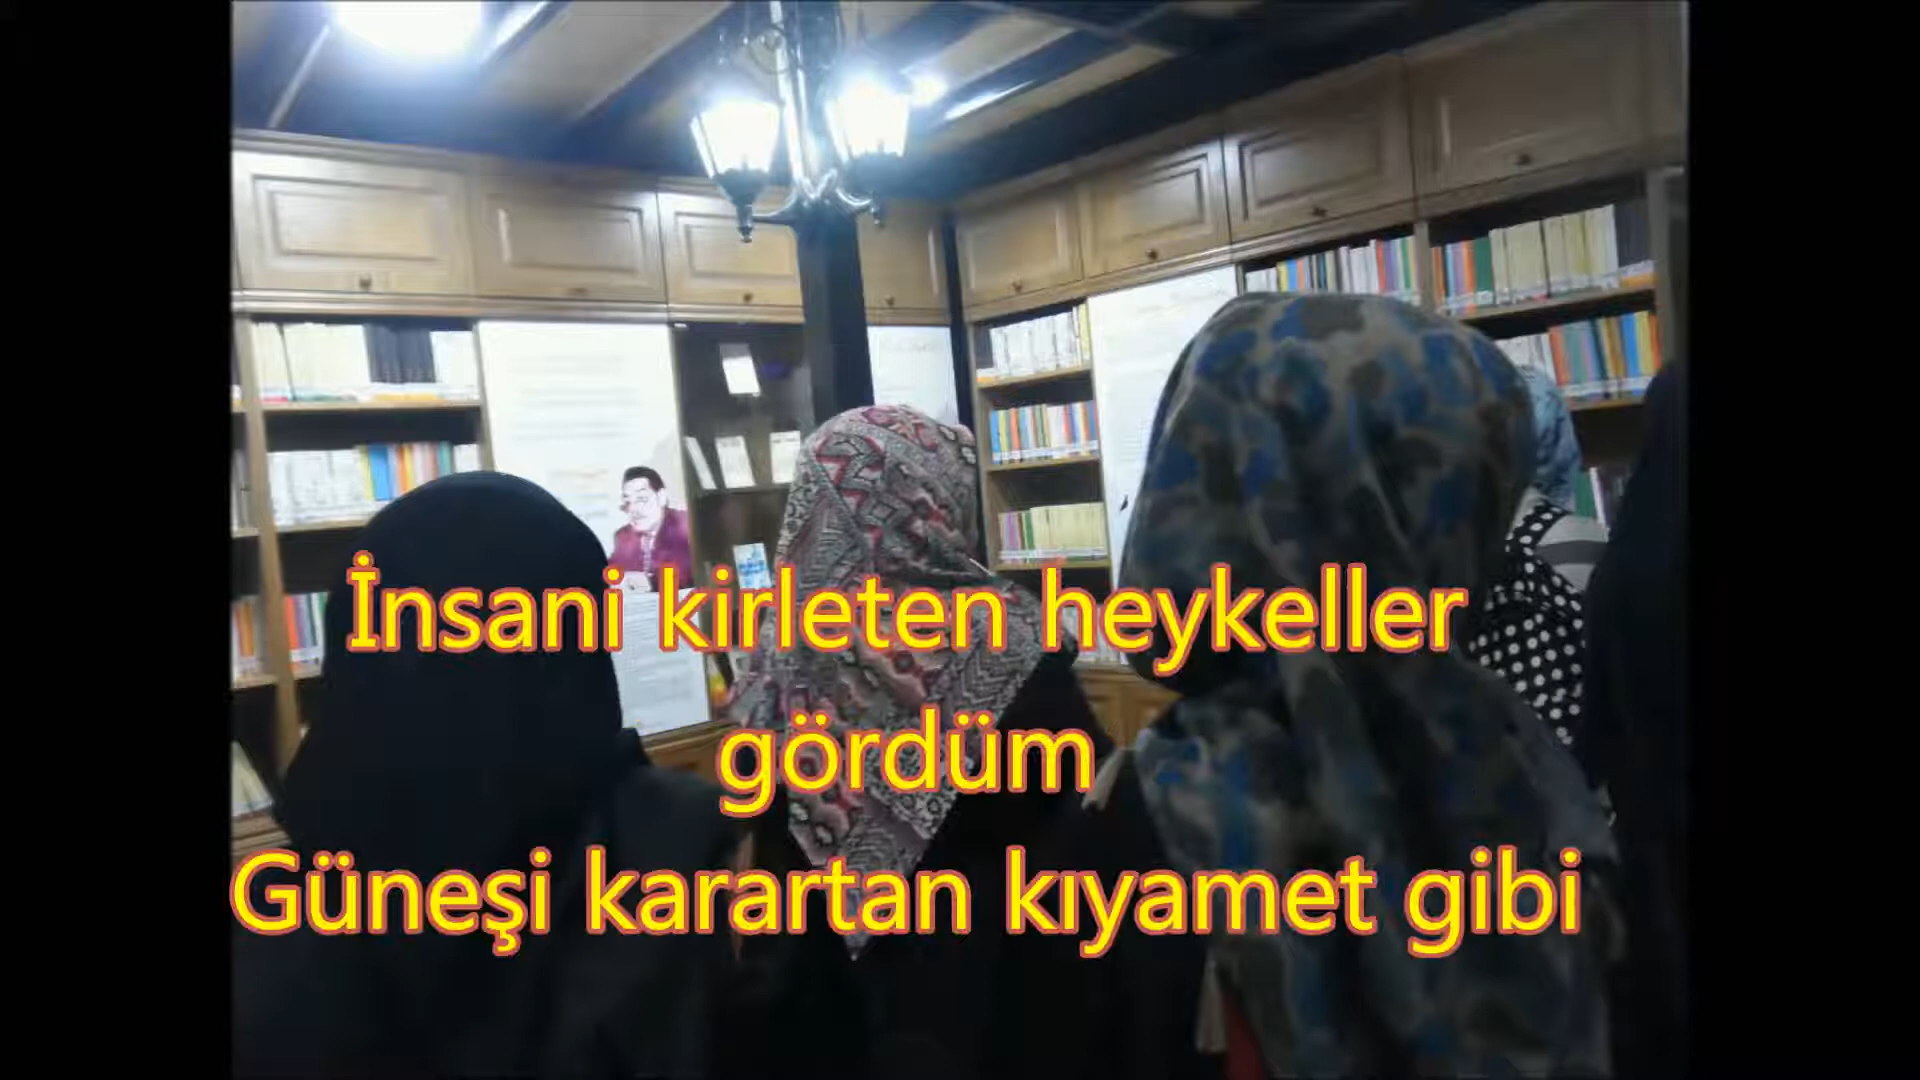 İnsani kirleten heykeller
gördüm
Güneşi karartan kıyamet gibi